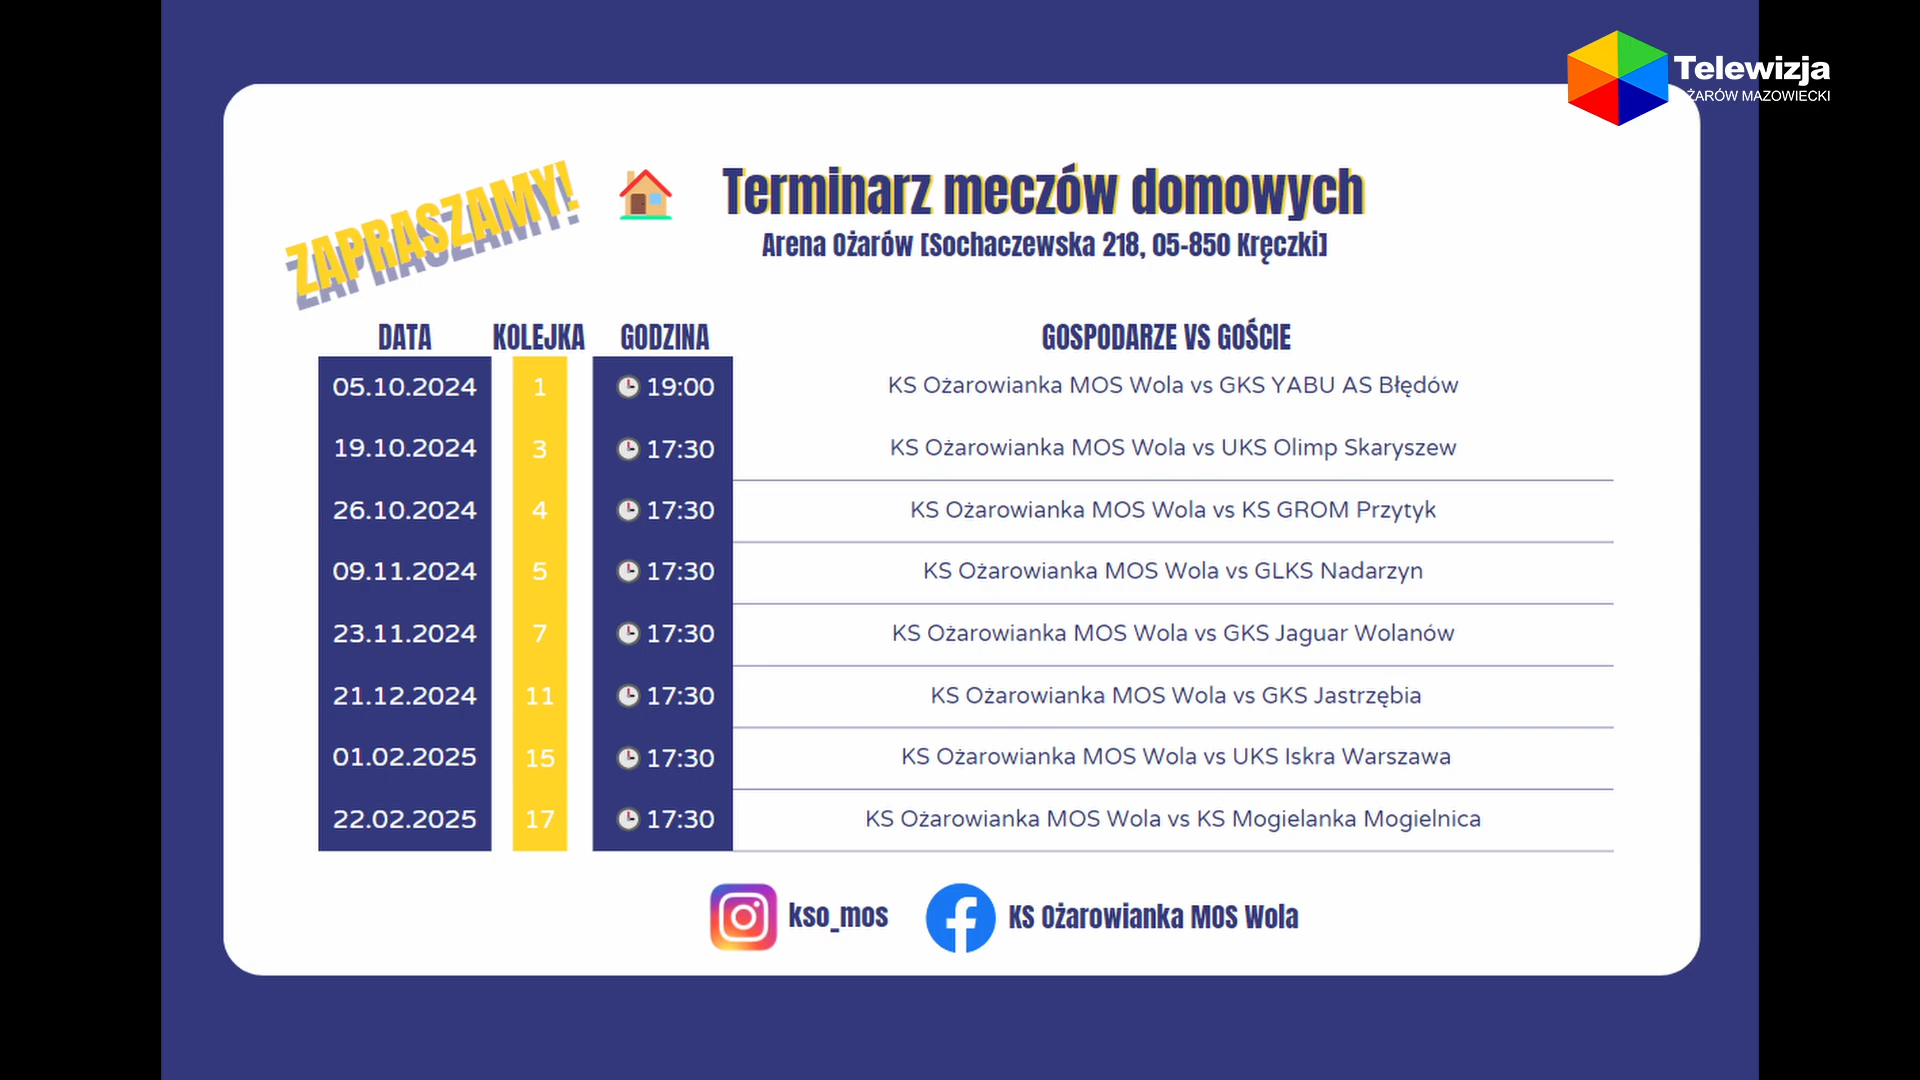 Telewizja
ŻARÓW MAZOWIECKI
ZAPRASZAMY!
Terminarz meczów domowych
Arena Ożarów [Sochaczewska 218, 05-850 Kręczki]
DATA KOLEJKA GODZINA GOSPODARZE VS GOŚCIE
05.10.2024 1 19:00 KS Ożarowianka MOS Wola vs GKS YABU AS Błędów
19.10.2024 3 17:30 KS Ożarowianka MOS Wola vs UKS Olimp Skaryszew
26.10.2024 4 17:30 KS Ożarowianka MOS Wola vs KS GROM Przytyk
09.11.2024 5 17:30 KS Ożarowianka MOS Wola vs GLKS Nadarzyn
23.11.2024 7 17:30 KS Ożarowianka MOS Wola vs GKS Jaguar Wolanów
21.12.2024 11 17:30 KS Ożarowianka MOS Wola vs GKS Jastrzębia
01.02.2025 15 17:30 KS Ożarowianka MOS Wola vs UKS Iskra Warszawa
22.02.2025 17 17:30 KS Ożarowianka MOS Wola vs KS Mogielanka Mogielnica
kso_mos KS Ożarowianka MOS Wola